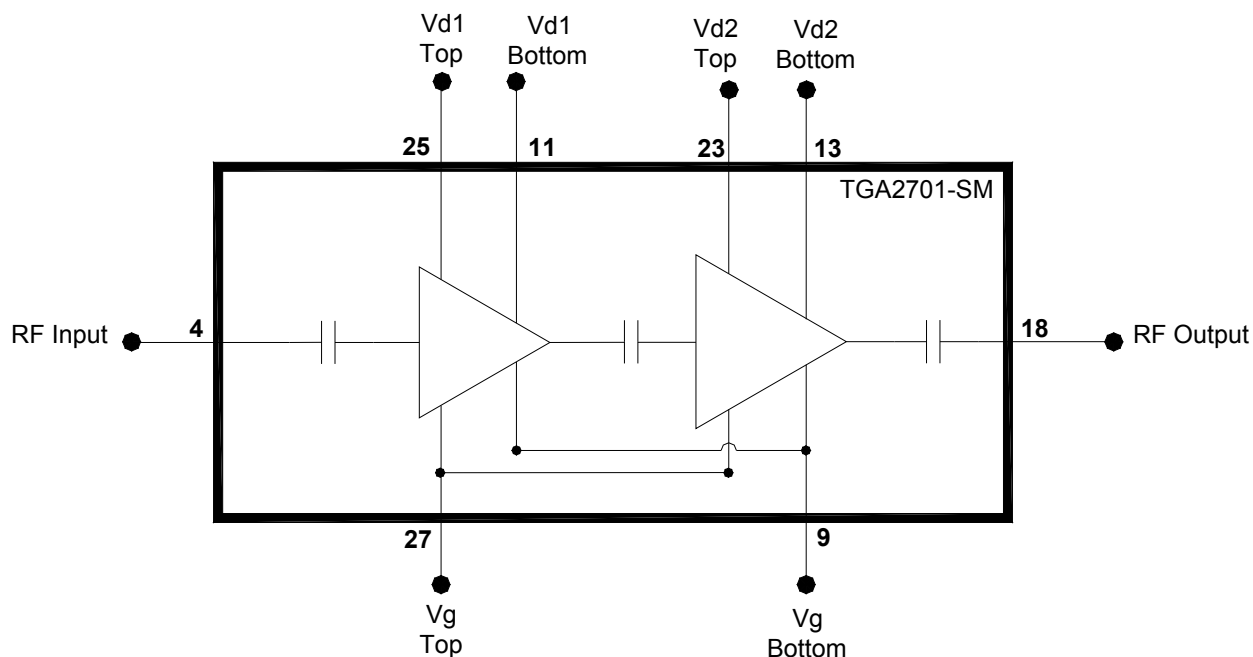 Vd1
Top
Vd1
Bottom
Vd2
Top
Vd2
Bottom
25
11
23
13
TGA2701-SM
RF Input
4
18
RF Output
27
9
Vg
Top
Vg
Bottom